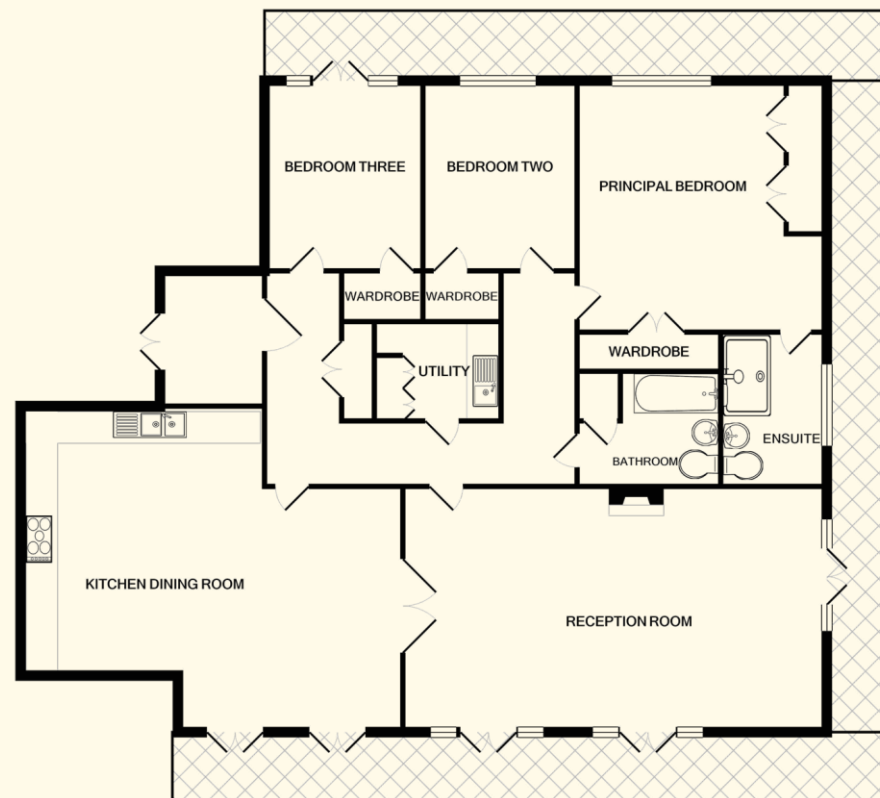 BEDROOM THREE
BEDROOM TWO
PRINCIPAL BEDROOM
WARDROBE
WARDROBE
WARDROBE
UTILITY
ENSUITE
BATHROOM
KITCHEN DINING ROOM
RECEPTION ROOM